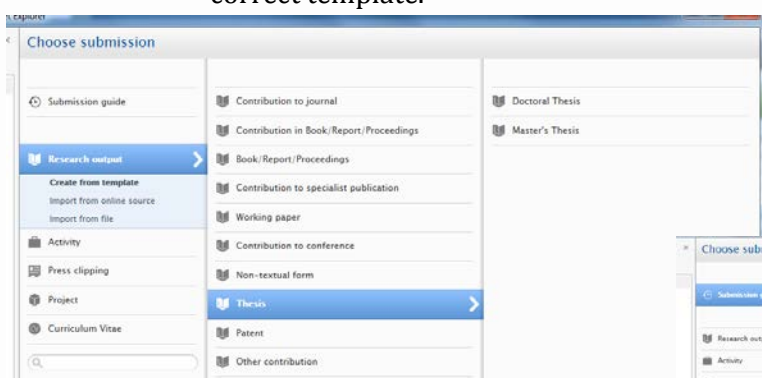 correct template.
Explorer
Choose submission
Submission guide
Research output
Create from template
Import from online source
Import from file
Activity
Press clipping
Project
Curriculum Vitae
Contribution to journal
Contribution in Book/Report/Proceedings
Book/Report/Proceedings
Contribution to specialist publication
Working paper
Contribution to conference
Non-textual form
Thesis
Patent
Other contribution
Doctoral Thesis
Master's Thesis
Choose sub
Submission
Research out
Activity